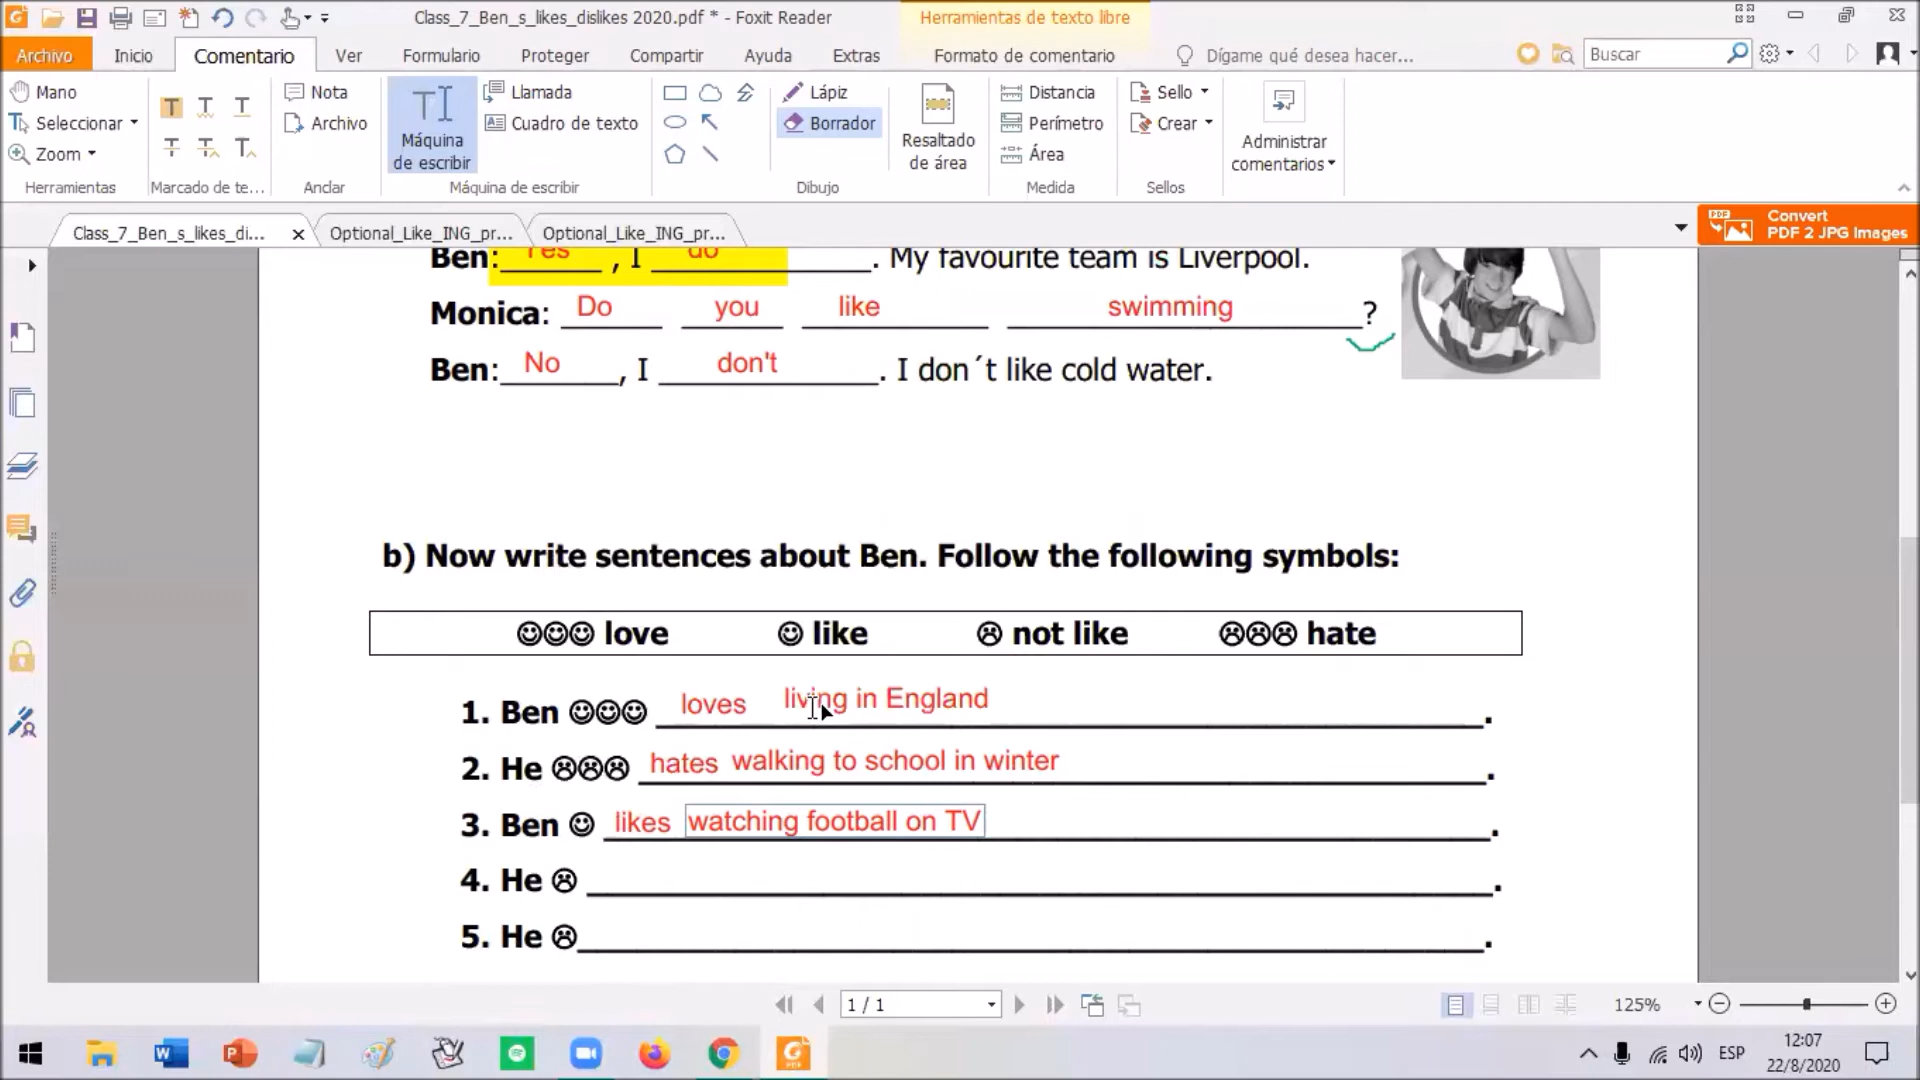 Class_7_Ben_s_likes_dislikes 2020.pdf * - Foxit Reader
Herramientas de texto libre
Archivo Inicio Comentario Ver Formulario Proteger Compartir Ayuda Extras Formato de comentario Dígame qué desea hacer... Buscar
Mano
Seleccionar
Zoom
Herramientas
Marcado de te...
Nota
Archivo
Anclar
Máquina de escribir
Llamada
Cuadro de texto
Máquina de escribir
Lápiz
Borrador
Dibujo
Resaltado de área
Distancia
Perímetro
Área
Medida
Sello
Crear
Sellos
Administrar comentarios
Class_7_Ben_s_likes_di... Optional_Like_ING_pr... Optional_Like_ING_pr...
PDF Convert
PDF 2 JPG Images
Ben: Yes , I do . My favourite team is Liverpool.
Monica: Do you like swimming ?
Ben: No , I don't . I don´t like cold water.
b) Now write sentences about Ben. Follow the following symbols:
☺☺☺ love ☺ like ☹ not like ☹☹☹ hate
1. Ben ☺☺☺ loves living in England .
2. He ☹☹☹ hates walking to school in winter .
3. Ben ☺ likes watching football on TV .
4. He ☹ .
5. He ☹ .
1 / 1
125%
ESP
12:07
22/8/2020